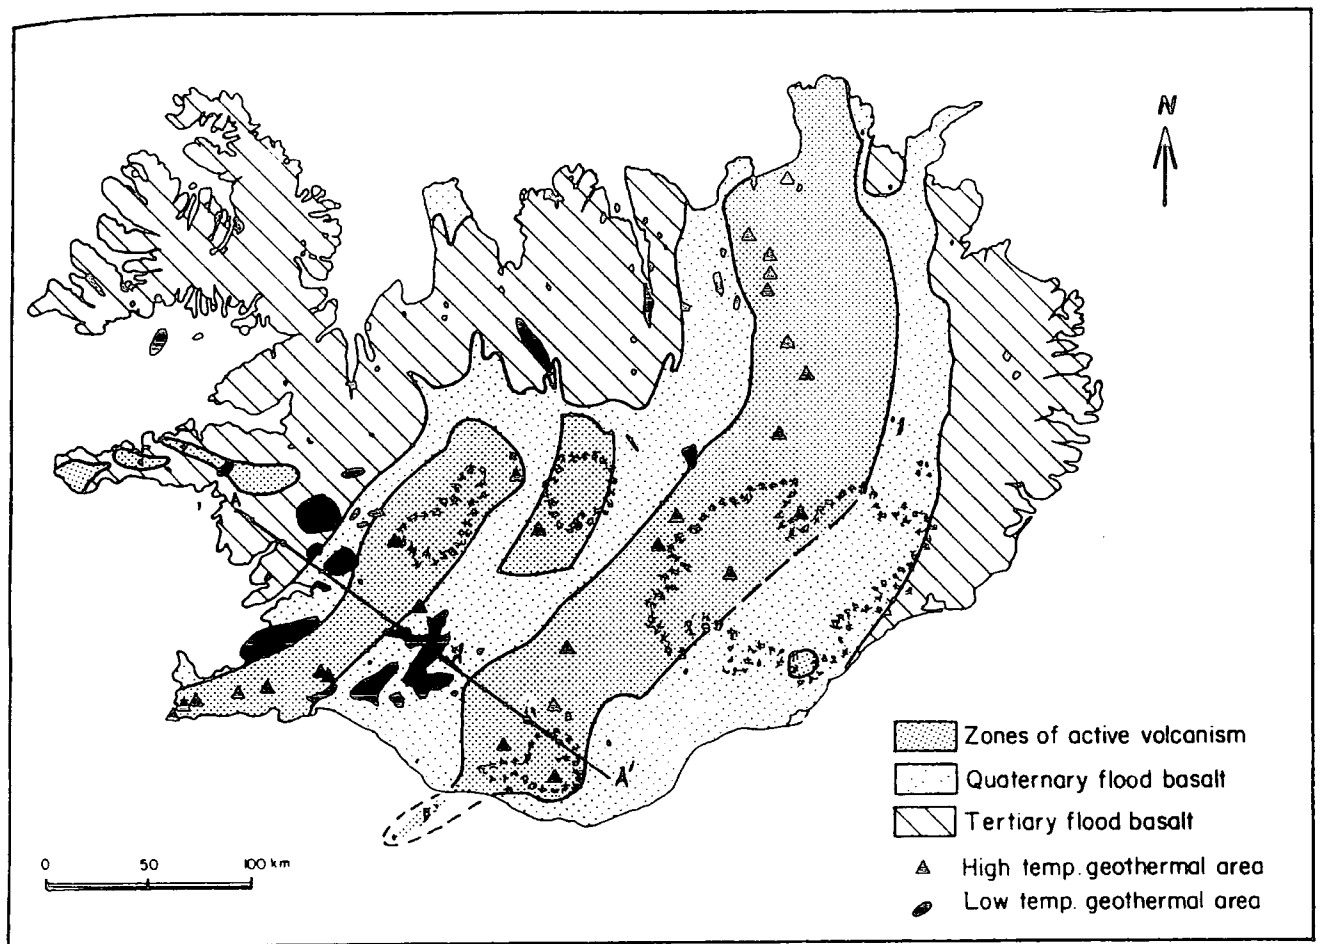 N
A
A'
Zones of active volcanism
Quaternary flood basalt
Tertiary flood basalt
High temp. geothermal area
Low temp. geothermal area
0 50 100 km